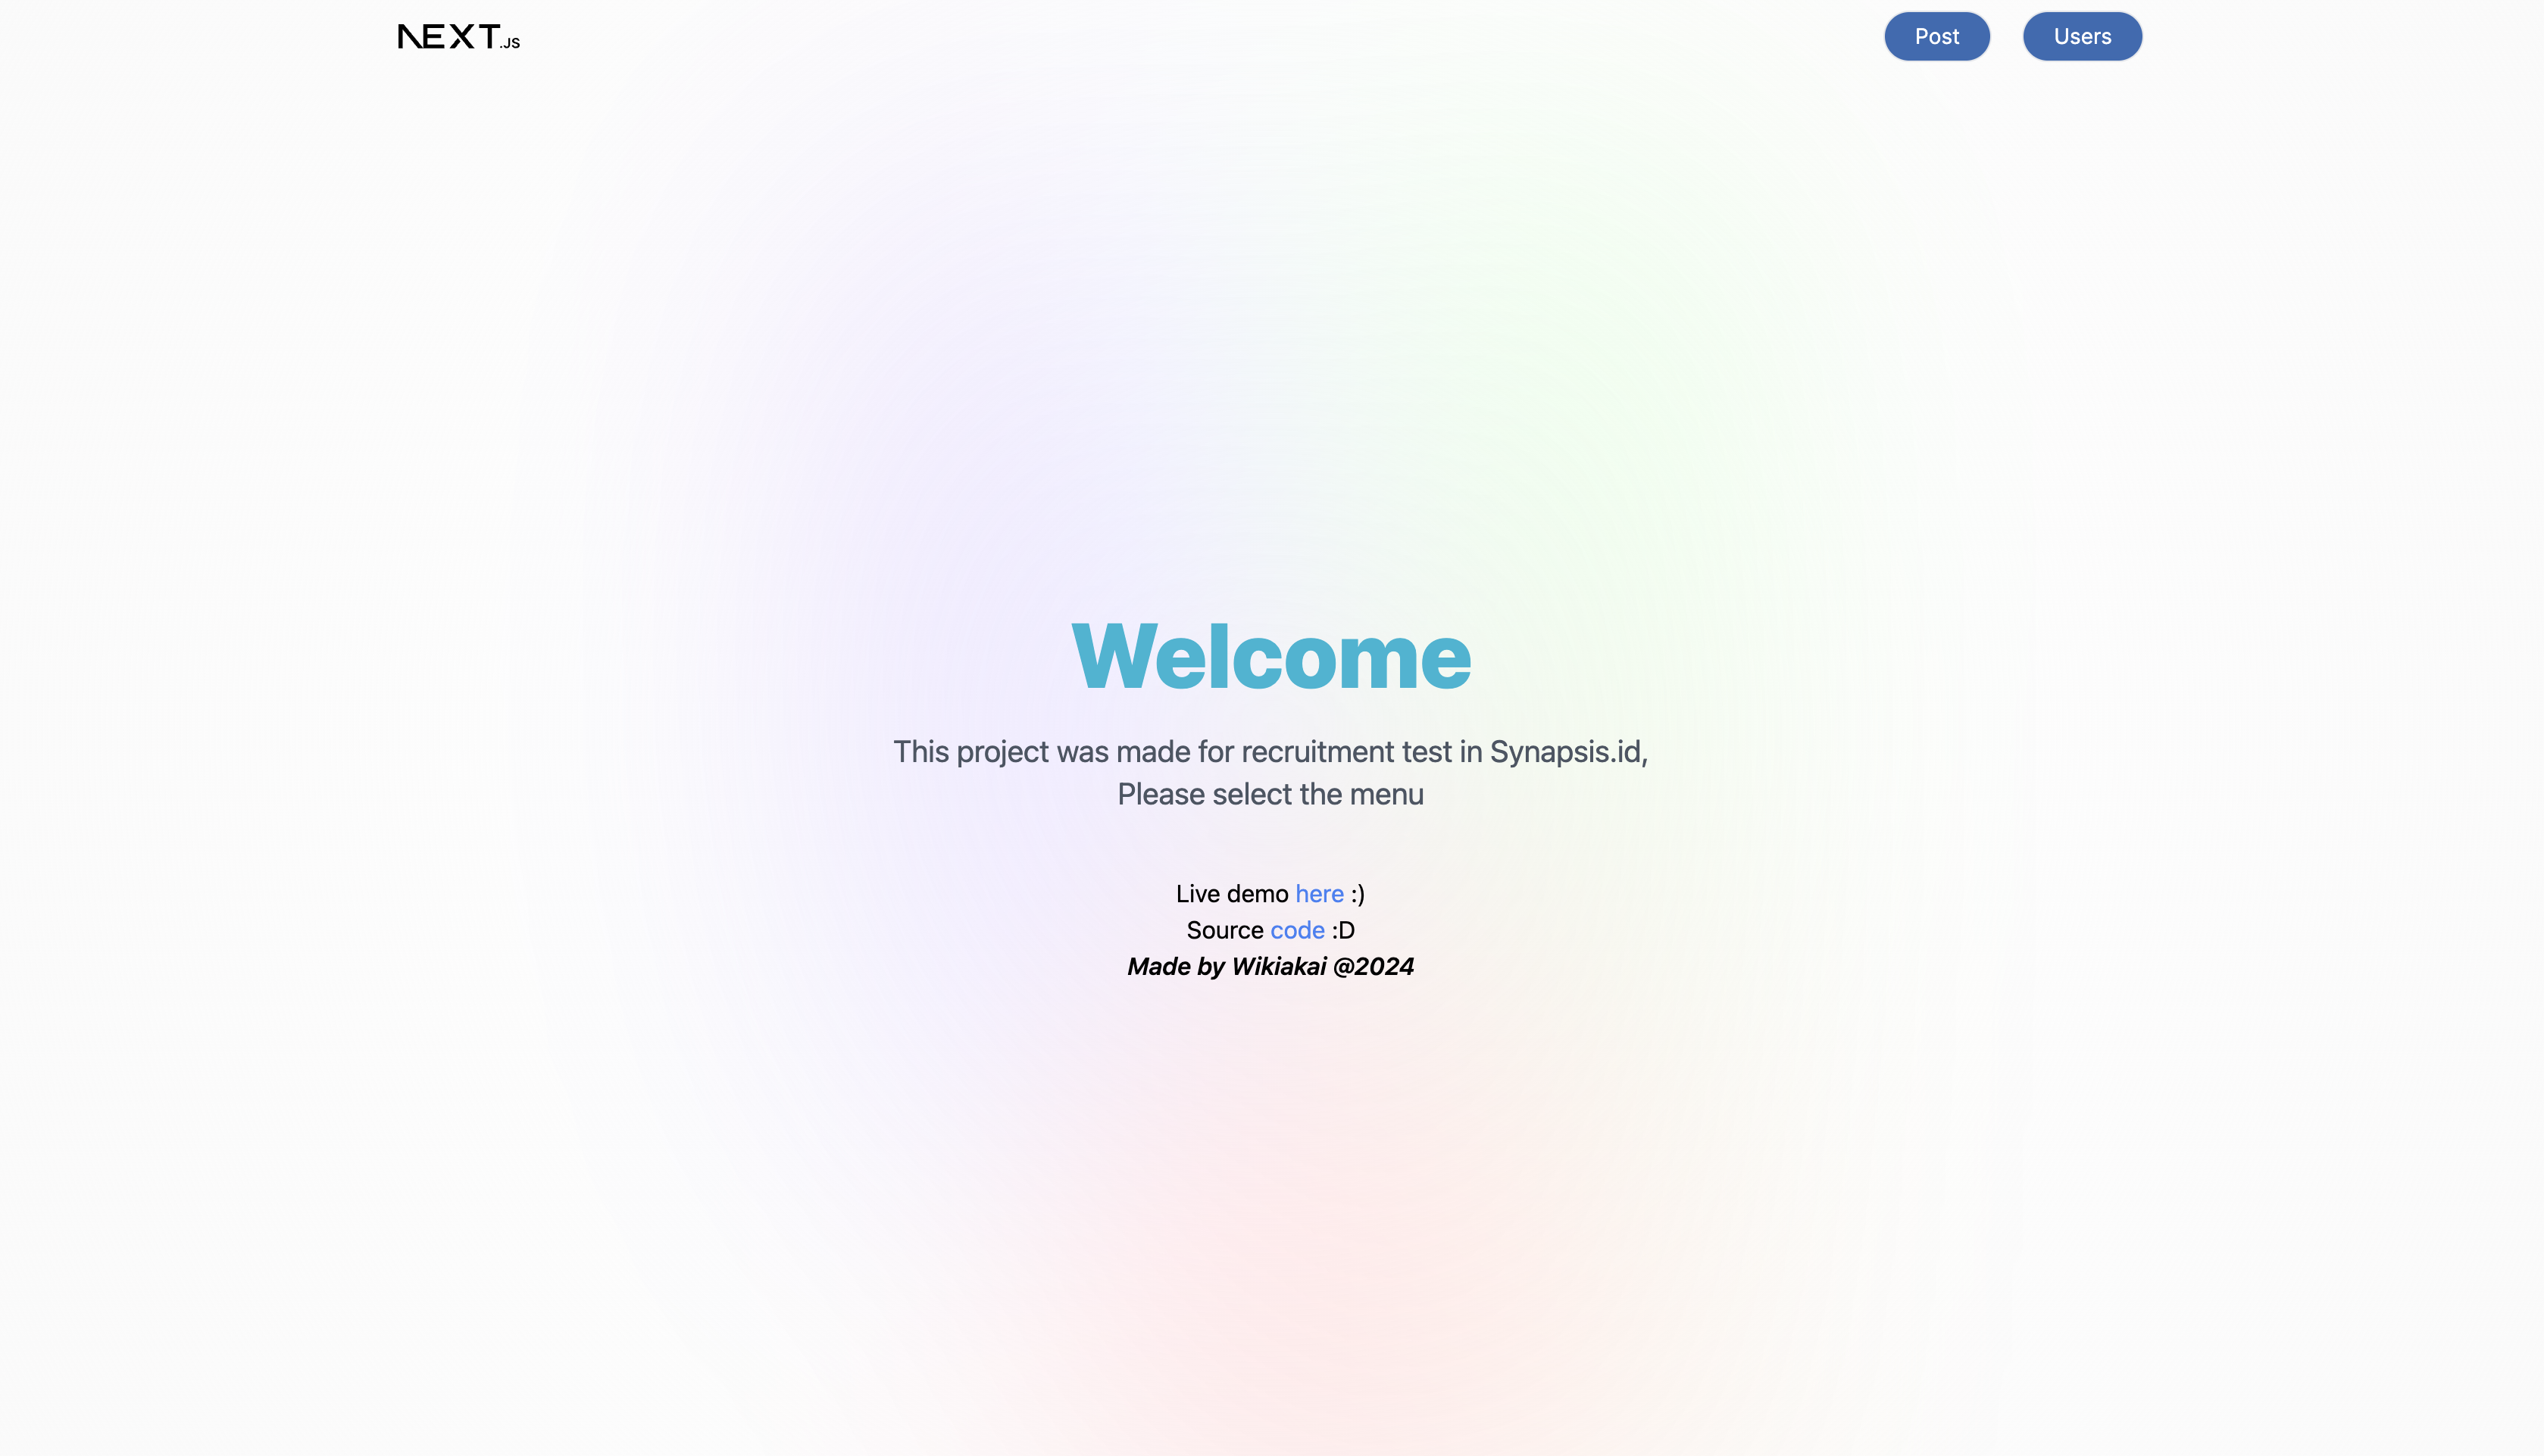 NEXT.JS
Post
Users
Welcome
This project was made for recruitment test in Synapsis.id,
Please select the menu
Live demo here :)
Source code :D
Made by Wikiakai @2024